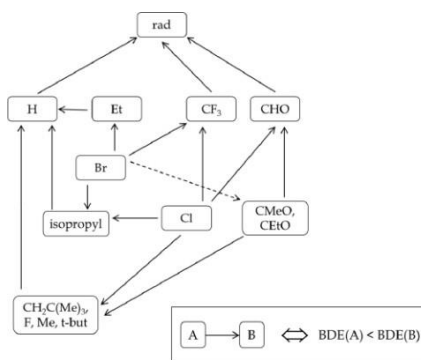 rad
H
Et
CF₃
CHO
Br
isopropyl
Cl
CMeO,
CEtO
CH₂C(Me)₃,
F, Me, t-but
A
B
⇔ BDE(A) < BDE(B)